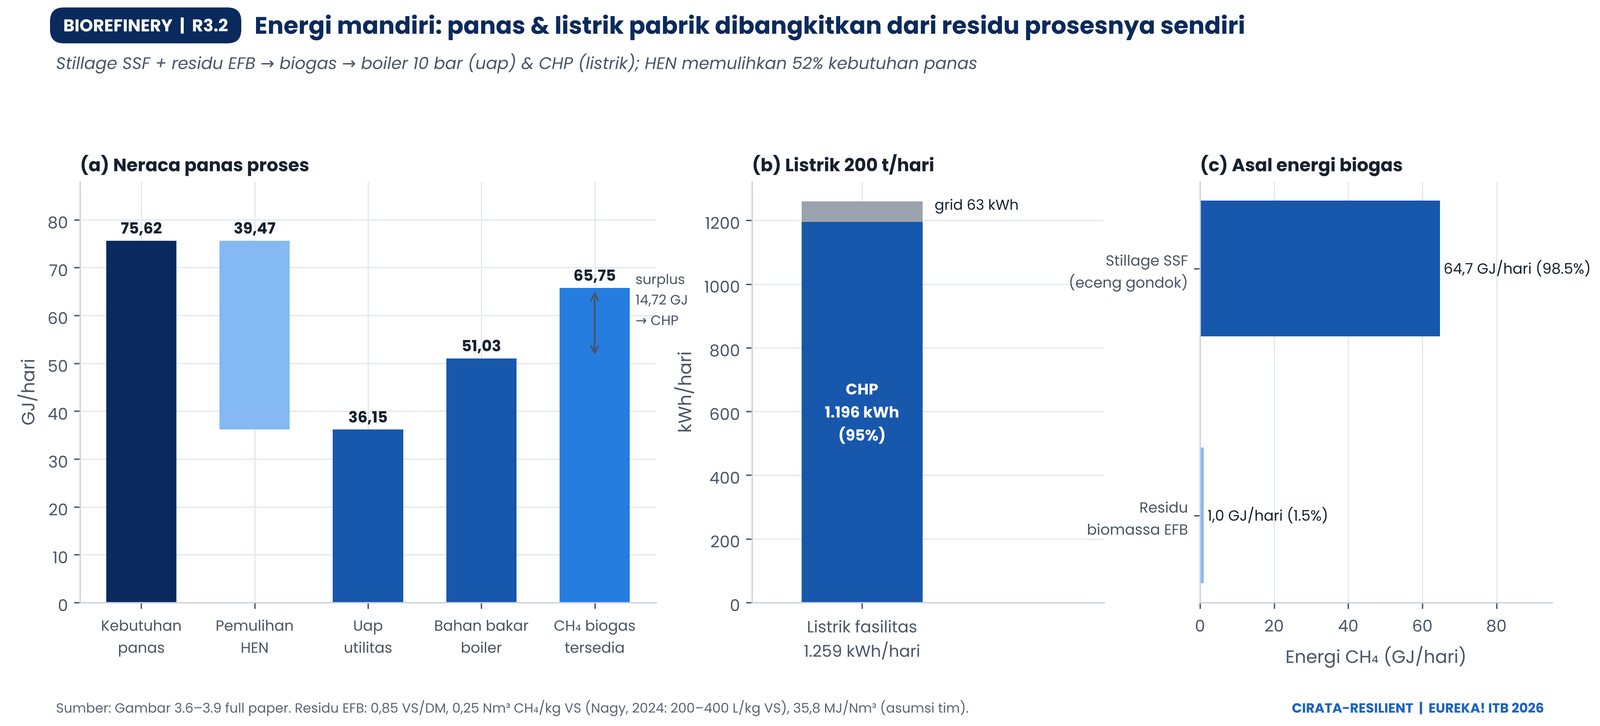 BIOREFINERY | R3.2
Energi mandiri: panas & listrik pabrik dibangkitkan dari residu prosesnya sendiri
Stillage SSF + residu EFB → biogas → boiler 10 bar (uap) & CHP (listrik); HEN memulihkan 52% kebutuhan panas
(a) Neraca panas proses
GJ/hari
80
70
60
50
40
30
20
10
0
75,62
39,47
36,15
51,03
65,75
surplus
14,72 GJ
→ CHP
Kebutuhan
panas
Pemulihan
HEN
Uap
utilitas
Bahan bakar
boiler
CH₄ biogas
tersedia
(b) Listrik 200 t/hari
kWh/hari
1200
1000
800
600
400
200
0
grid 63 kWh
CHP
1.196 kWh
(95%)
Listrik fasilitas
1.259 kWh/hari
(c) Asal energi biogas
Stillage SSF
(eceng gondok)
64,7 GJ/hari (98.5%)
Residu
biomassa EFB
1,0 GJ/hari (1.5%)
0
20
40
60
80
Energi CH₄ (GJ/hari)
Sumber: Gambar 3.6–3.9 full paper. Residu EFB: 0,85 VS/DM, 0,25 Nm³ CH₄/kg VS (Nagy, 2024: 200–400 L/kg VS), 35,8 MJ/Nm³ (asumsi tim).
CIRATA-RESILIENT | EUREKA! ITB 2026